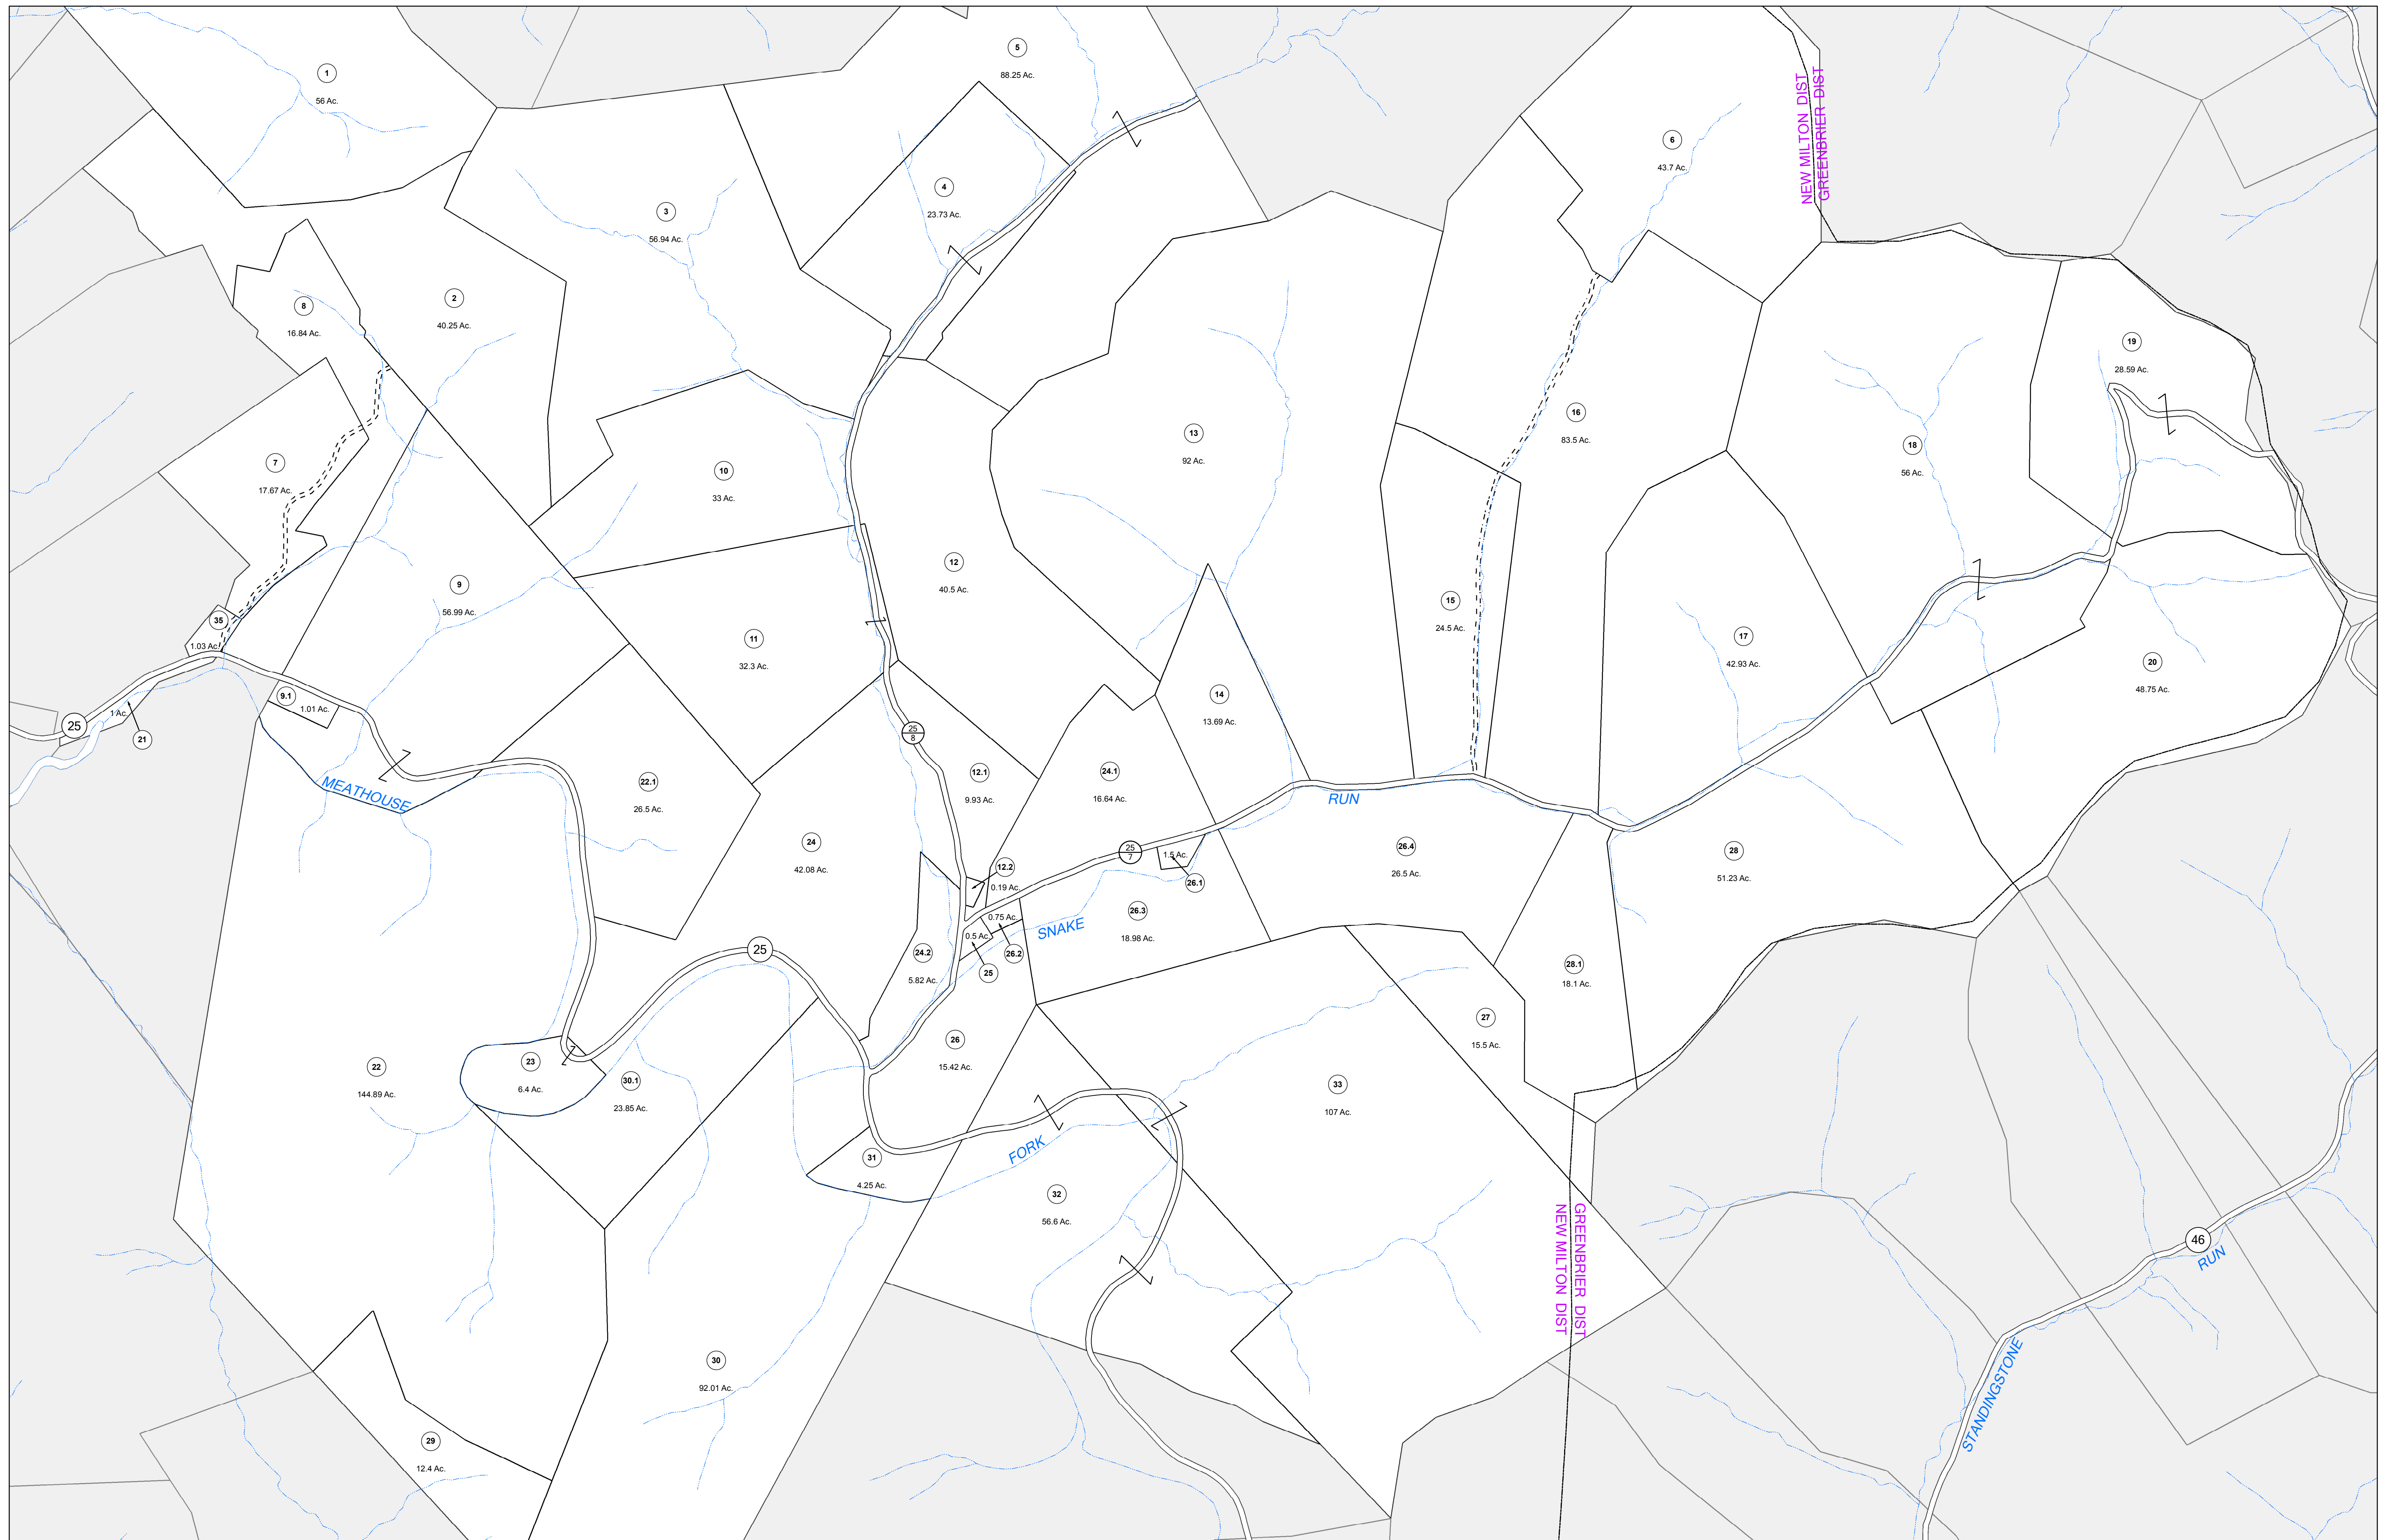 5
88.25 Ac.
1
56 Ac.
NEW MILTON DIST
GREENBRIER DIST
6
43.7 Ac.
4
23.73 Ac.
3
56.94 Ac.
2
40.25 Ac.
8
16.84 Ac.
19
28.59 Ac.
16
83.5 Ac.
13
92 Ac.
18
56 Ac.
7
17.67 Ac.
10
33 Ac.
12
40.5 Ac.
9
56.99 Ac.
15
24.5 Ac.
35
1.03 Ac.
11
32.3 Ac.
17
42.93 Ac.
20
48.75 Ac.
14
13.69 Ac.
9.1
1.01 Ac.
1 Ac.
25
21
25
8
MEATHOUSE
22.1
26.5 Ac.
12.1
9.93 Ac.
24.1
16.64 Ac.
RUN
24
42.08 Ac.
25
7
1.5 Ac.
26.1
26.4
26.5 Ac.
28
51.23 Ac.
12.2
0.19 Ac.
0.75 Ac.
0.5 Ac.
26.2
25
SNAKE
26.3
18.98 Ac.
25
24.2
5.82 Ac.
28.1
18.1 Ac.
27
15.5 Ac.
26
15.42 Ac.
23
6.4 Ac.
22
144.89 Ac.
30.1
23.85 Ac.
33
107 Ac.
FORK
31
4.25 Ac.
32
56.6 Ac.
GREENBRIER DIST
NEW MILTON DIST
46
RUN
STANDINGSTONE
30
92.01 Ac.
29
12.4 Ac.